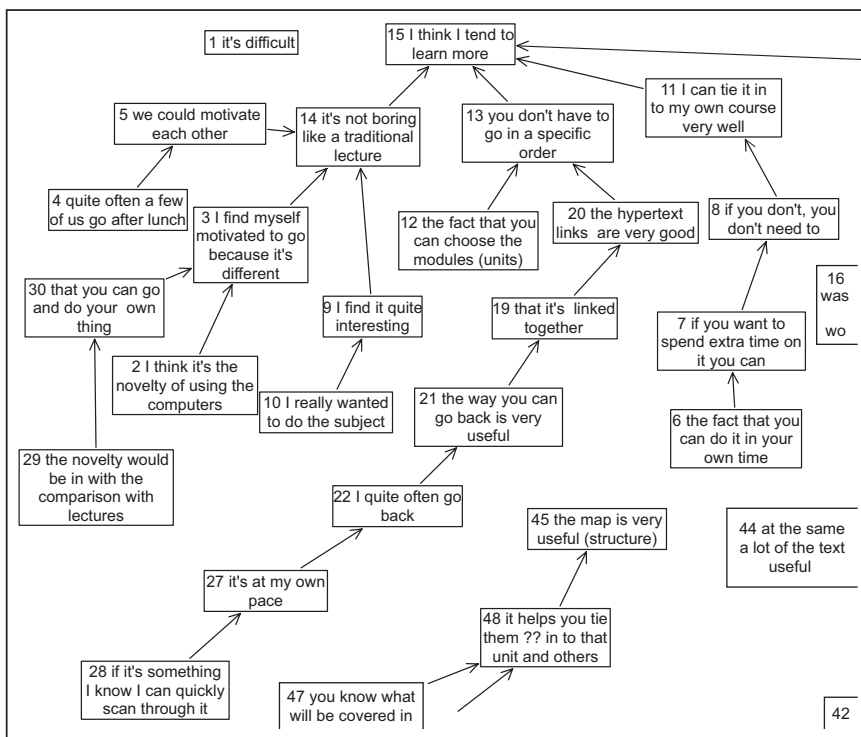 1 it's difficult
15 I think I tend to
learn more
11 I can tie it in
to my own course
very well
5 we could motivate
each other
14 it's not boring
like a traditional
lecture
13 you don't have to
go in a specific
order
4 quite often a few
of us go after lunch
3 I find myself
motivated to go
because it's
different
12 the fact that you
can choose the
modules (units)
20 the hypertext
links are very good
8 if you don't, you
don't need to
30 that you can go
and do your own
thing
9 I find it quite
interesting
19 that it's linked
together
16
was
wo
7 if you want to
spend extra time on
it you can
2 I think it's the
novelty of using the
computers
10 I really wanted
to do the subject
21 the way you can
go back is very
useful
6 the fact that you
can do it in your
own time
29 the novelty would
be in with the
comparison with
lectures
22 I quite often go
back
45 the map is very
useful (structure)
44 at the same
a lot of the text
useful
27 it's at my own
pace
48 it helps you tie
them ?? in to that
unit and others
28 if it's something
I know I can quickly
scan through it
47 you know what
will be covered in
42